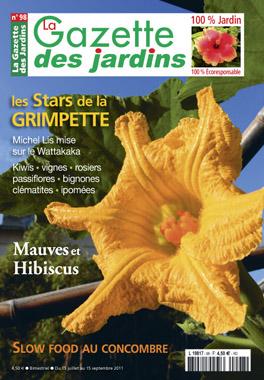 n° 98
La Gazette des Jardins
La
Gazette
des jardins
100 % Jardin
100 % Ecoresponsable
les Stars de la
GRIMPETTE
Michel Lis mise
sur le Wattakaka
Kiwis • vignes • rosiers
passiflores • bignones
clématites • ipomées
Mauves et
Hibiscus
SLOW FOOD AU CONCOMBRE
4,50 € • Bimestriel • Du 15 juillet au 15 septembre 2011
L 18817 - 98 - F: 4,50 € - RD